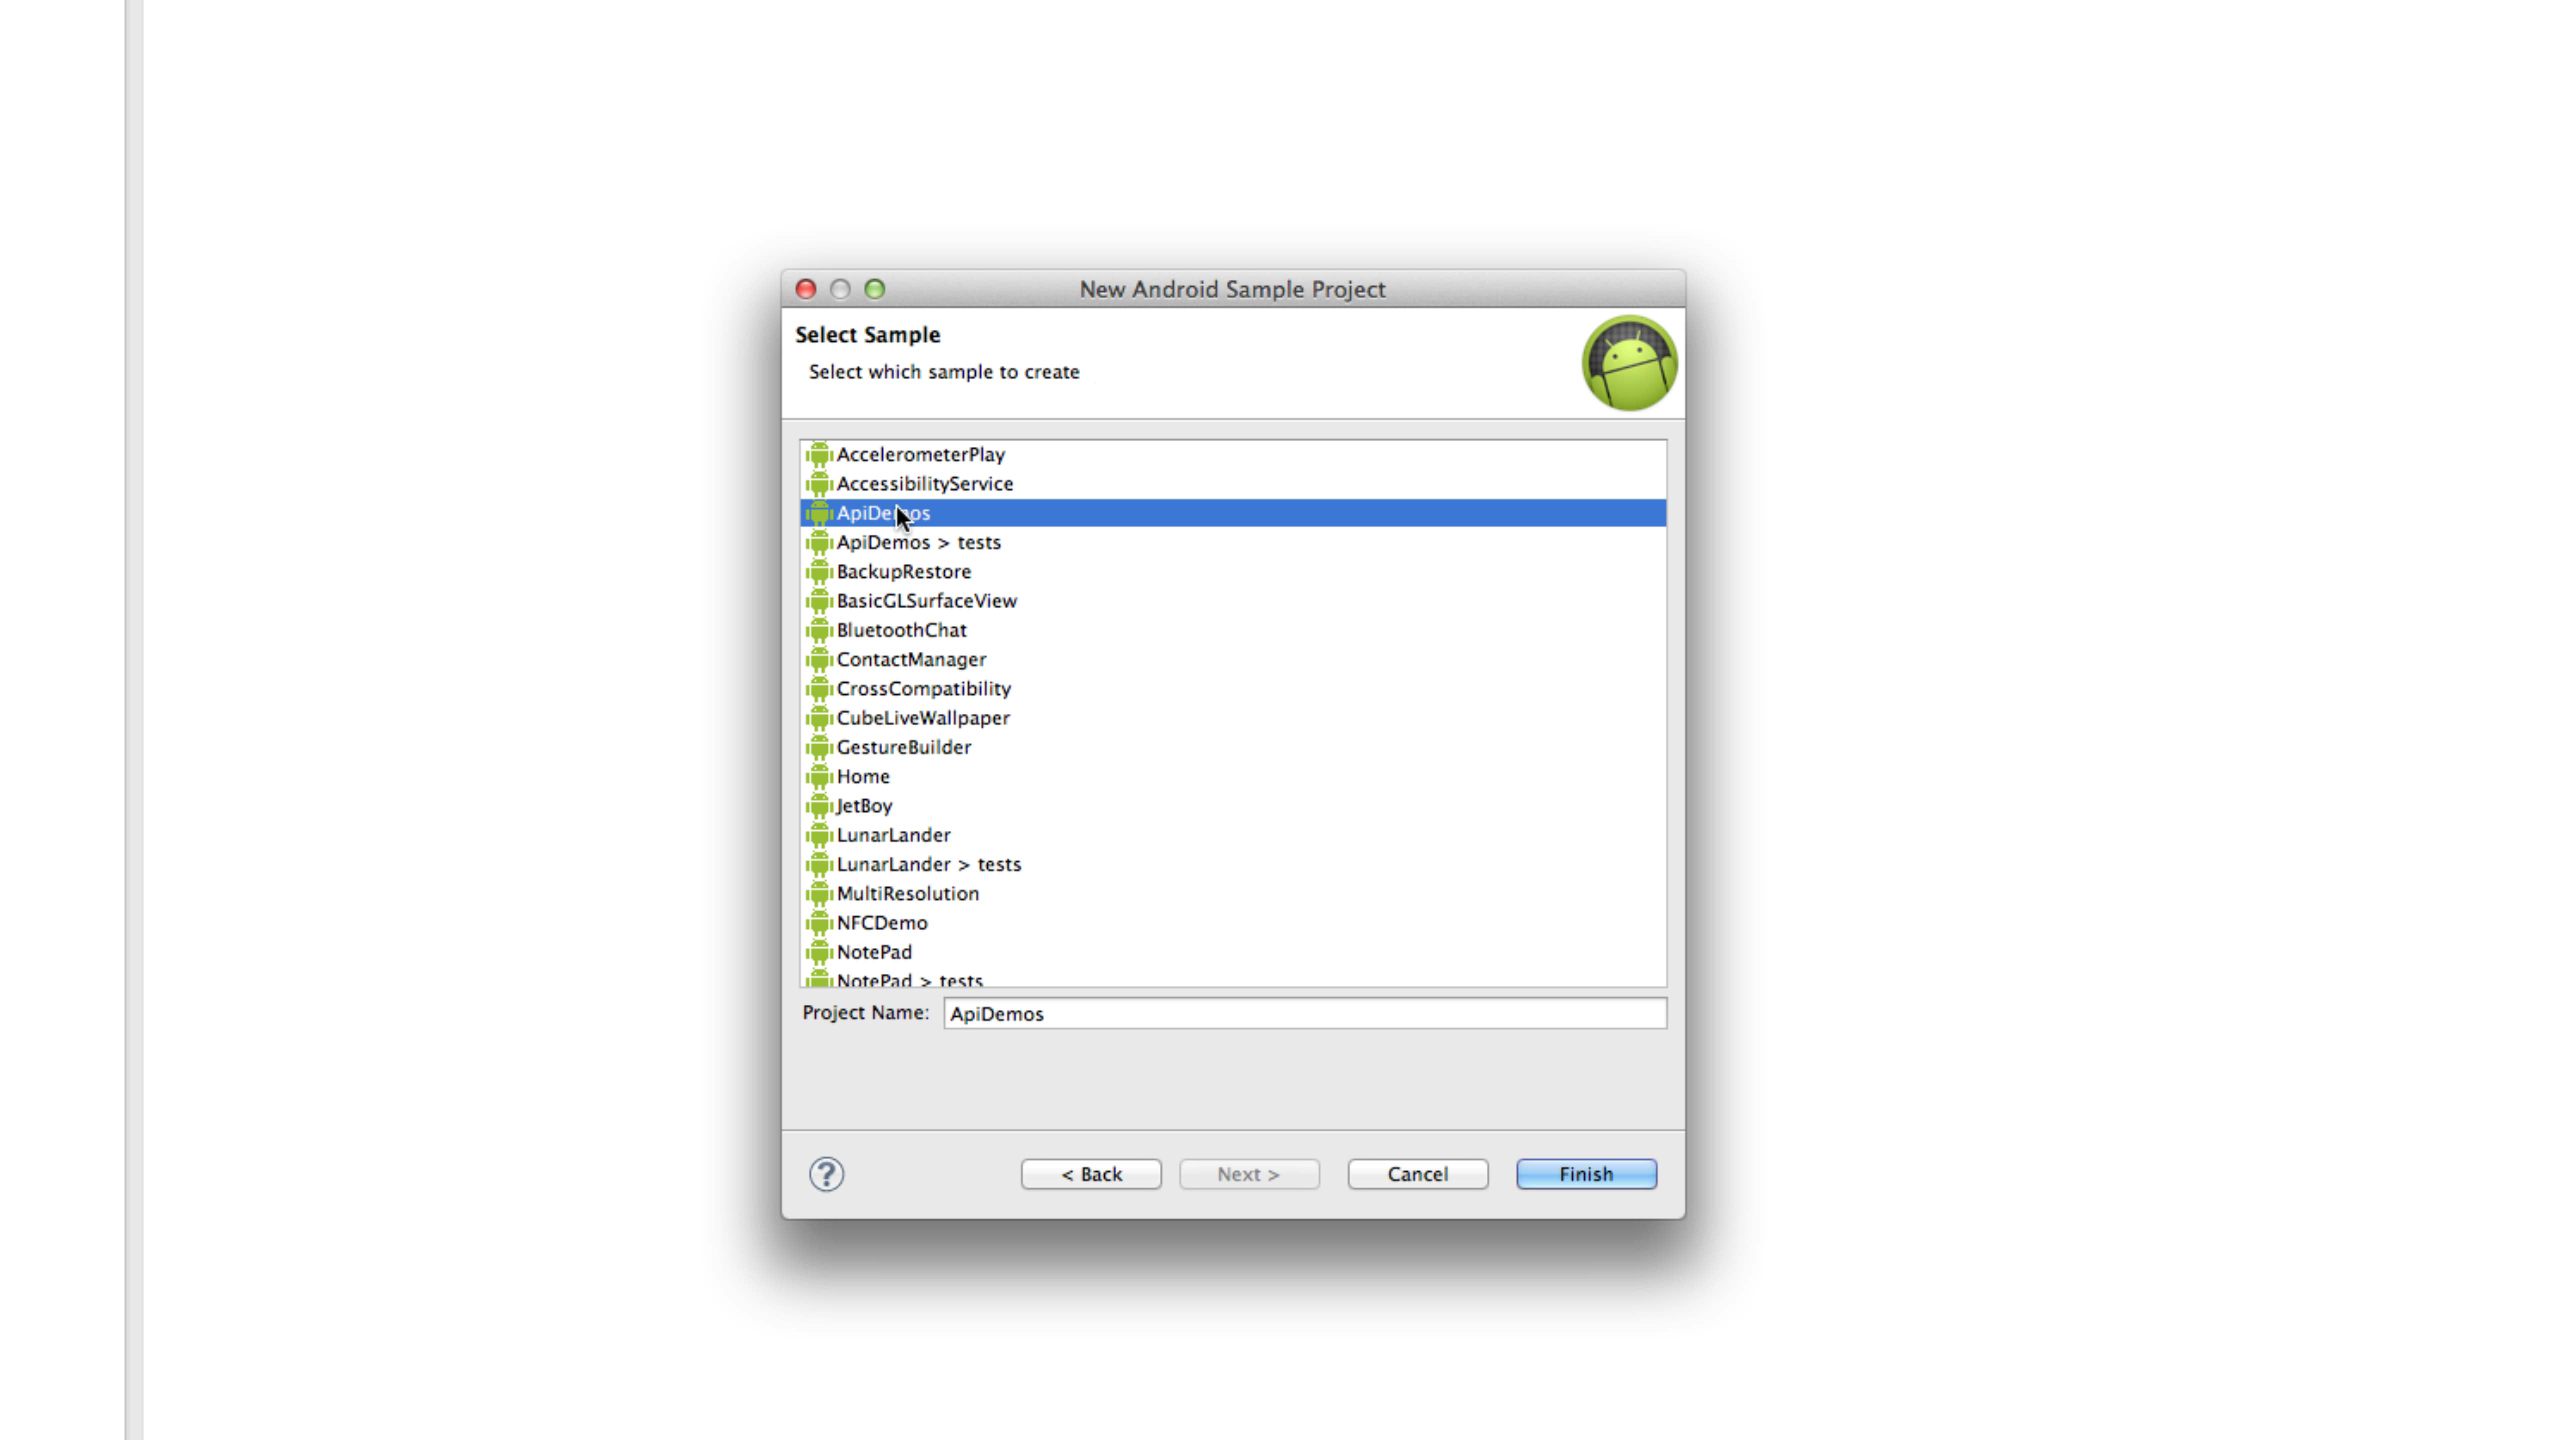 New Android Sample Project
Select Sample
Select which sample to create
AccelerometerPlay
AccessibilityService
ApiDemos
ApiDemos > tests
BackupRestore
BasicGLSurfaceView
BluetoothChat
ContactManager
CrossCompatibility
CubeLiveWallpaper
GestureBuilder
Home
JetBoy
LunarLander
LunarLander > tests
MultiResolution
NFCDemo
NotePad
NotePad > tests
Project Name: ApiDemos
? < Back Next > Cancel Finish